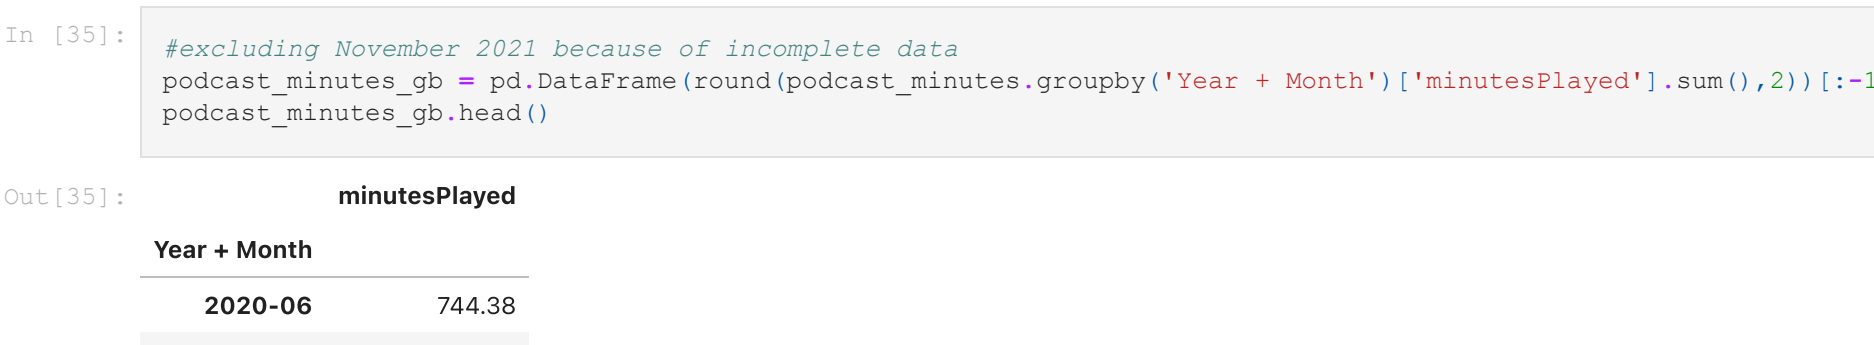 In [35]:
#excluding November 2021 because of incomplete data
podcast_minutes_gb = pd.DataFrame(round(podcast_minutes.groupby('Year + Month')['minutesPlayed'].sum(),2))[:-1
podcast_minutes_gb.head()
Out[35]:
minutesPlayed
Year + Month
2020-06 744.38